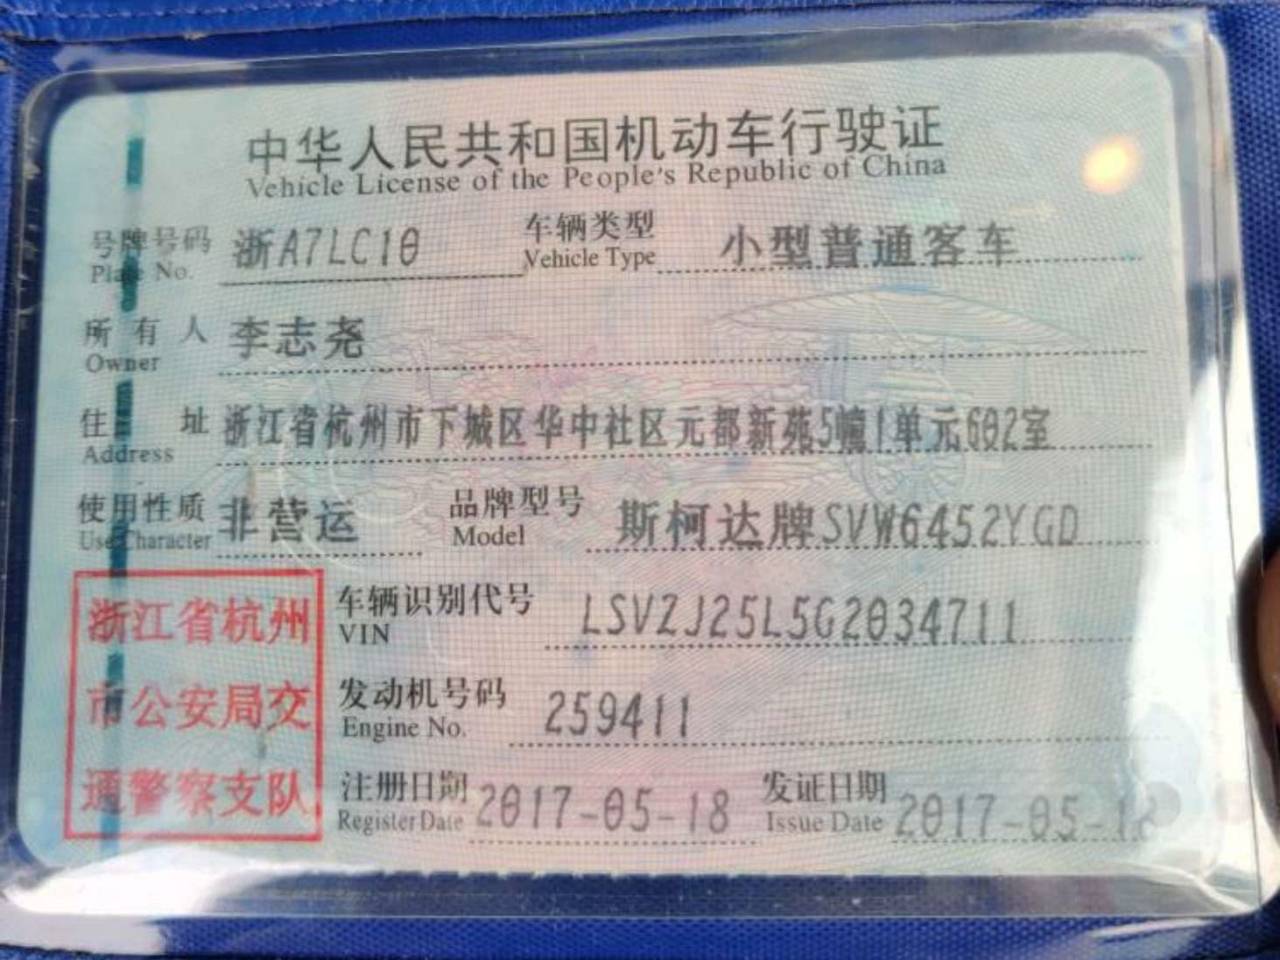 中华人民共和国机动车行驶证
Vehicle License of the People's Republic of China
号牌号码 浙A7LC10 车辆类型 小型普通客车
Plate No. Vehicle Type
所有人 李志尧
Owner
住址 浙江省杭州市下城区华中社区元都新苑5幢1单元602室
Address
使用性质 非营运 品牌型号 斯柯达牌SVW6452YGD
Use Character Model
浙江省杭州
市公安局交
通警察支队
车辆识别代号 LSVZJ25L5G2034711
VIN
发动机号码 259411
Engine No.
注册日期 2017-05-18 发证日期 2017-05-18
Register Date Issue Date